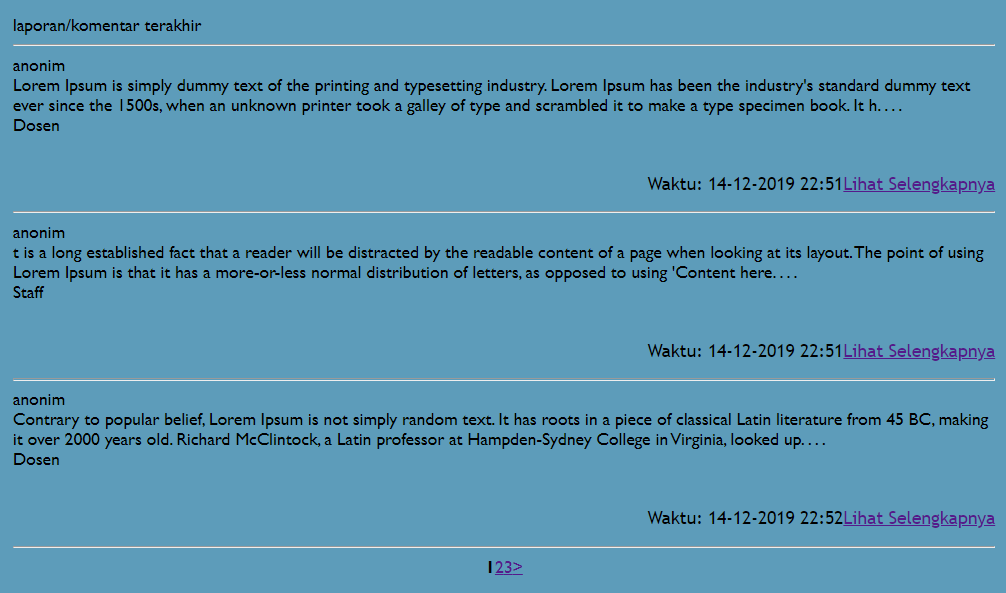 laporan/komentar terakhir
anonim
Lorem Ipsum is simply dummy text of the printing and typesetting industry. Lorem Ipsum has been the industry's standard dummy text
ever since the 1500s, when an unknown printer took a galley of type and scrambled it to make a type specimen book. It h. . . .
Dosen
Waktu: 14-12-2019 22:51Lihat Selengkapnya
anonim
t is a long established fact that a reader will be distracted by the readable content of a page when looking at its layout. The point of using
Lorem Ipsum is that it has a more-or-less normal distribution of letters, as opposed to using 'Content here. . . .
Staff
Waktu: 14-12-2019 22:51Lihat Selengkapnya
anonim
Contrary to popular belief, Lorem Ipsum is not simply random text. It has roots in a piece of classical Latin literature from 45 BC, making
it over 2000 years old. Richard McClintock, a Latin professor at Hampden-Sydney College in Virginia, looked up. . . .
Dosen
Waktu: 14-12-2019 22:52Lihat Selengkapnya
123>